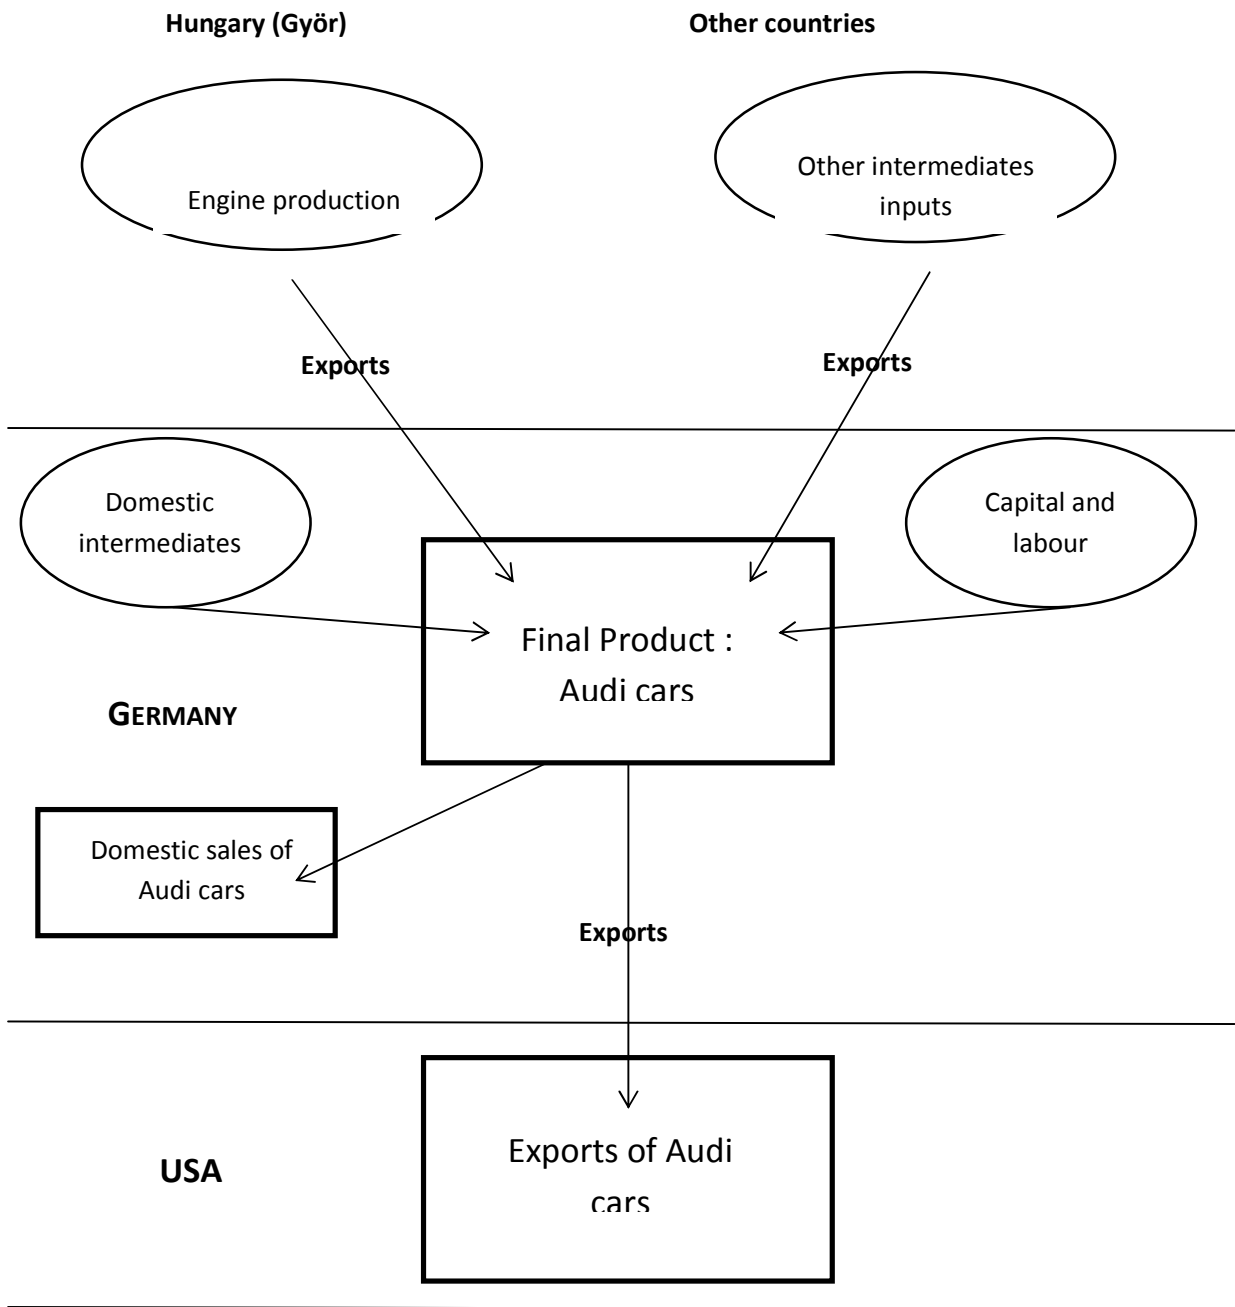 Hungary (Györ)
Other countries
Engine production
Other intermediates
inputs
Exports
Exports
Domestic
intermediates
Capital and
labour
Final Product :
Audi cars
GERMANY
Domestic sales of
Audi cars
Exports
USA
Exports of Audi
cars